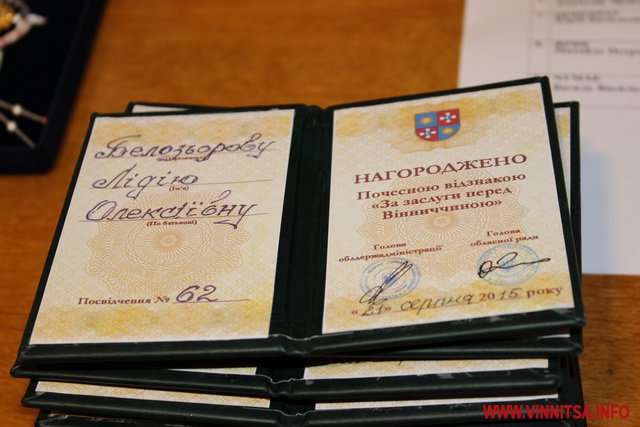 Белозьорову
Лідію
(Ім'я)
Олексіївну
(По батькові)
Посвідчення № 62
НАГОРОДЖЕНО
Почесною відзнакою
«За заслуги перед
Вінниччиною»
Голова
облдержадміністрації
Голова
обласної ради
«21» серпня 2015 року
WWW.VINNITSA.INFO